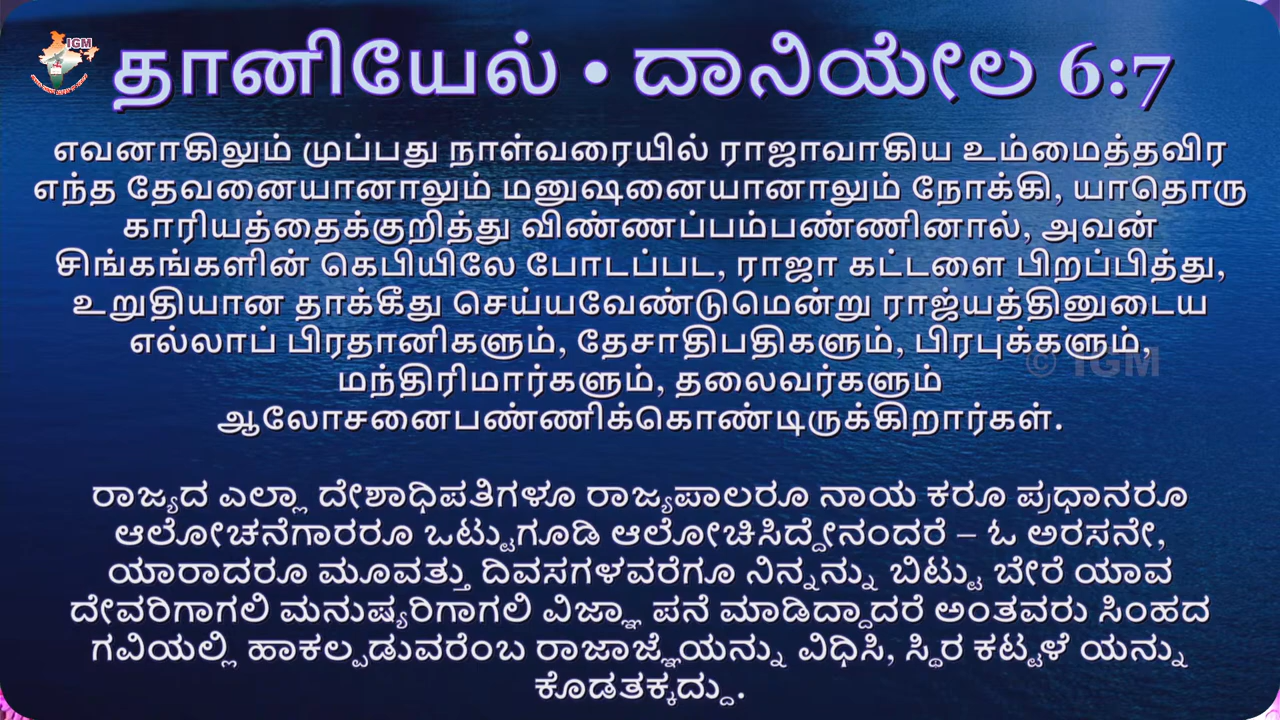 IGM
தானியேல் • ದಾನಿಯೇಲ 6:7
எவனாகிலும் முப்பது நாள்வரையில் ராஜாவாகிய உம்மைத்தவிர
எந்த தேவனையானாலும் மனுஷனையானாலும் நோக்கி, யாதொரு
காரியத்தைக்குறித்து விண்ணப்பம்பண்ணினால், அவன்
சிங்கங்களின் கெபியிலே போடப்பட, ராஜா கட்டளை பிறப்பித்து,
உறுதியான தாக்கீது செய்யவேண்டுமென்று ராஜ்யத்தினுடைய
எல்லாப் பிரதானிகளும், தேசாதிபதிகளும், பிரபுக்களும்,
© IGM
மந்திரிமார்களும், தலைவர்களும்
ஆலோசனைபண்ணிக்கொண்டிருக்கிறார்கள்.
ರಾಜ್ಯದ ಎಲ್ಲಾ ದೇಶಾಧಿಪತಿಗಳೂ ರಾಜ್ಯಪಾಲರೂ ನಾಯ ಕರೂ ಪ್ರಧಾನರೂ
ಆಲೋಚನೆಗಾರರೂ ಒಟ್ಟುಗೂಡಿ ಆಲೋಚಿಸಿದ್ದೇನಂದರೆ – ಓ ಅರಸನೇ,
ಯಾರಾದರೂ ಮೂವತ್ತು ದಿವಸಗಳವರೆಗೂ ನಿನ್ನನ್ನು ಬಿಟ್ಟು ಬೇರೆ ಯಾವ
ದೇವರಿಗಾಗಲಿ ಮನುಷ್ಯರಿಗಾಗಲಿ ವಿಜ್ಞಾ ಪನೆ ಮಾಡಿದ್ದಾದರೆ ಅಂತವರು ಸಿಂಹದ
ಗವಿಯಲ್ಲಿ ಹಾಕಲ್ಪಡುವರೆಂಬ ರಾಜಾಜ್ಞೆಯನ್ನು ವಿಧಿಸಿ, ಸ್ಥಿರ ಕಟ್ಟಳೆ ಯನ್ನು
ಕೊಡತಕ್ಕದ್ದು.